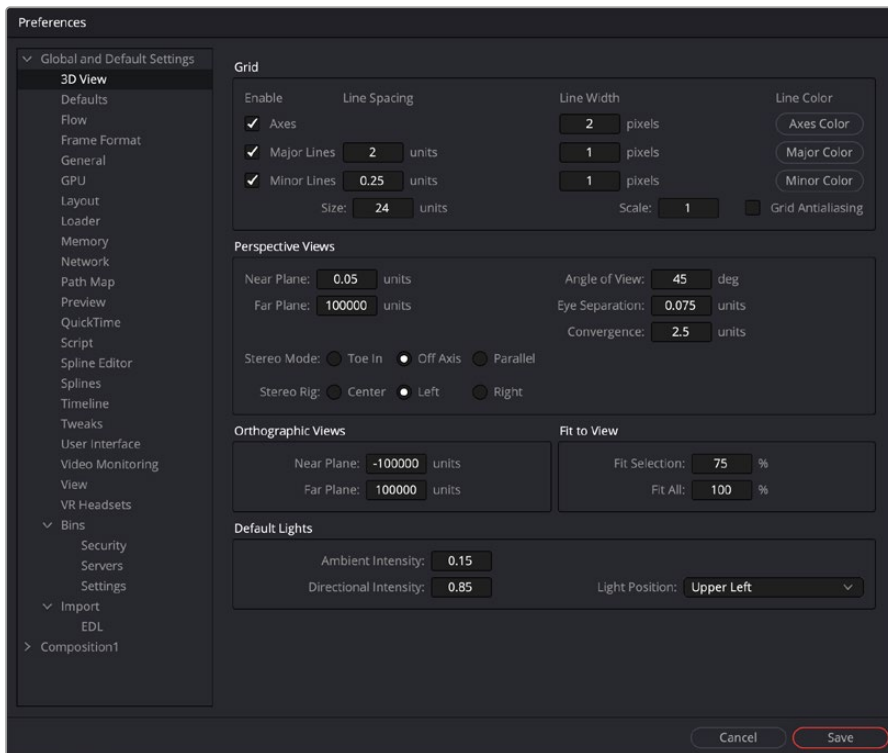 Preferences
Global and Default Settings
3D View
Defaults
Flow
Frame Format
General
GPU
Layout
Loader
Memory
Network
Path Map
Preview
QuickTime
Script
Spline Editor
Splines
Timeline
Tweaks
User Interface
Video Monitoring
View
VR Headsets
Bins
Security
Servers
Settings
Import
EDL
Composition1
Grid
Enable Line Spacing Line Width Line Color
Axes 2 pixels Axes Color
Major Lines 2 units 1 pixels Major Color
Minor Lines 0.25 units 1 pixels Minor Color
Size: 24 units Scale: 1 Grid Antialiasing
Perspective Views
Near Plane: 0.05 units Angle of View: 45 deg
Far Plane: 100000 units Eye Separation: 0.075 units
Convergence: 2.5 units
Stereo Mode: Toe In Off Axis Parallel
Stereo Rig: Center Left Right
Orthographic Views
Near Plane: -100000 units
Far Plane: 100000 units
Fit to View
Fit Selection: 75 %
Fit All: 100 %
Default Lights
Ambient Intensity: 0.15
Directional Intensity: 0.85 Light Position: Upper Left
Cancel Save